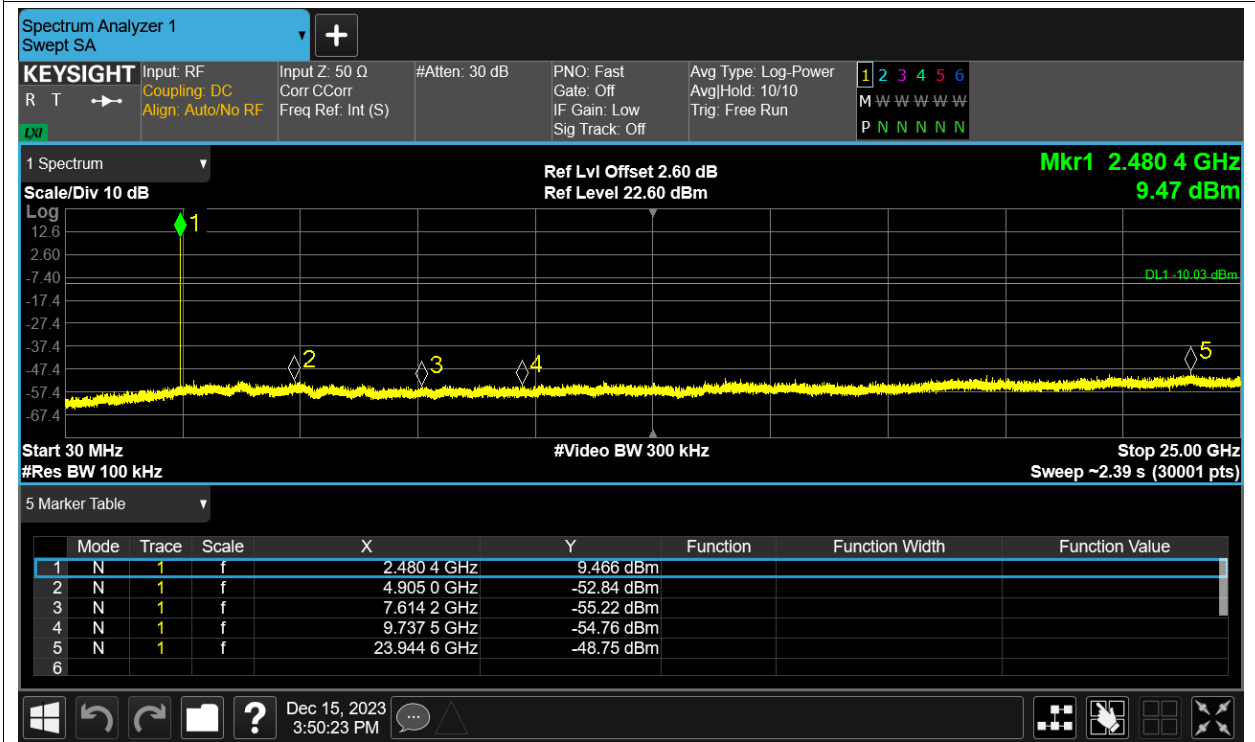 Spectrum Analyzer 1
Swept SA
+
KEYSIGHT Input: RF Input Z: 50 Ω #Atten: 30 dB PNO: Fast Avg Type: Log-Power 1 2 3 4 5 6
R T Coupling: DC Corr CCorr Gate: Off Avg|Hold: 10/10 M W W W W W
Align: Auto/No RF Freq Ref: Int (S) IF Gain: Low Trig: Free Run
LXI Sig Track: Off P N N N N N
1 Spectrum Ref Lvl Offset 2.60 dB Mkr1 2.480 4 GHz
Scale/Div 10 dB Ref Level 22.60 dBm 9.47 dBm
Log
1
12.6
2.60
-7.40 DL1 -10.03 dBm
-17.4
-27.4
-37.4
2 3 4 5
-47.4
-57.4
-67.4
Start 30 MHz #Video BW 300 kHz Stop 25.00 GHz
#Res BW 100 kHz Sweep ~2.39 s (30001 pts)
5 Marker Table
Mode Trace Scale X Y Function Function Width Function Value
1 N 1 f 2.480 4 GHz 9.466 dBm
2 N 1 f 4.905 0 GHz -52.84 dBm
3 N 1 f 7.614 2 GHz -55.22 dBm
4 N 1 f 9.737 5 GHz -54.76 dBm
5 N 1 f 23.944 6 GHz -48.75 dBm
6
? Dec 15, 2023
3:50:23 PM